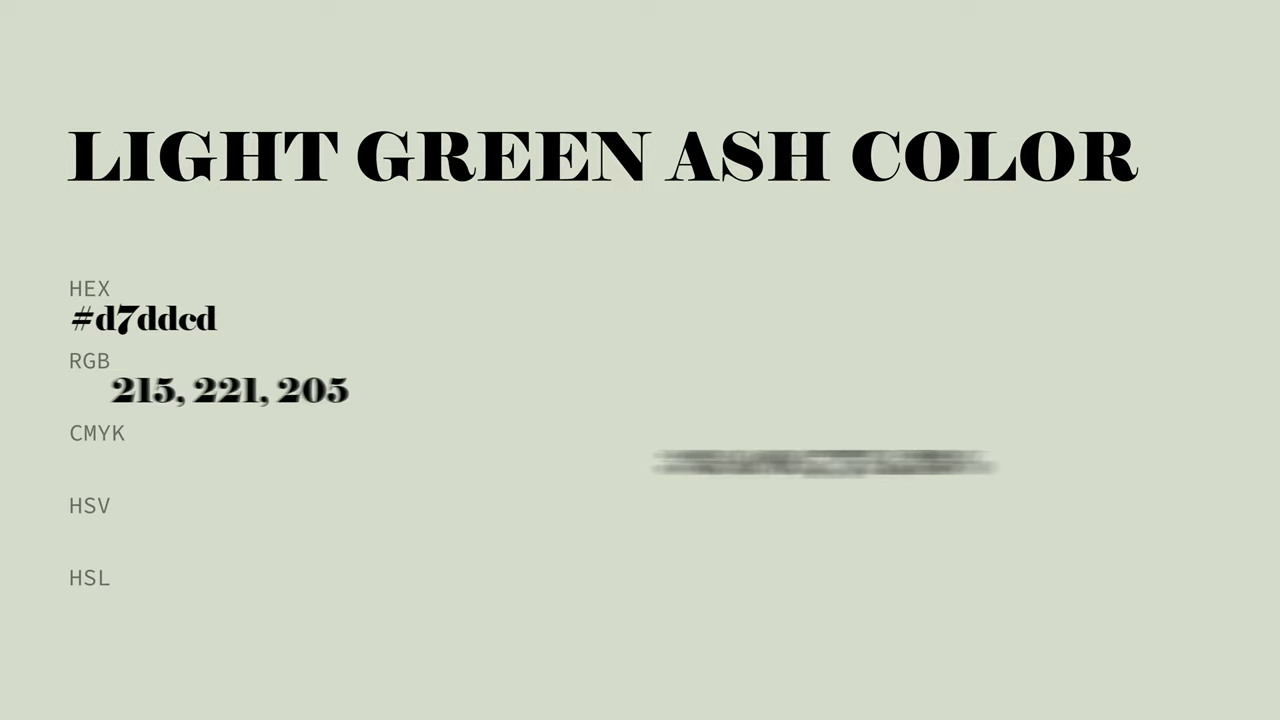 LIGHT GREEN ASH COLOR
HEX
#d7ddcd
RGB
215, 221, 205
CMYK
HSV
HSL